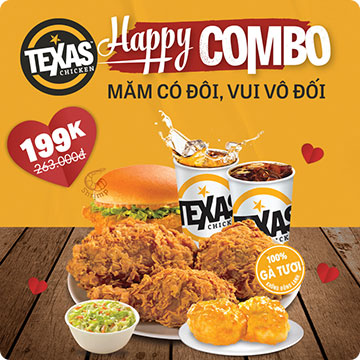 TEXAS
CHICKEN
Happy COMBO
MĂM CÓ ĐÔI, VUI VÔ ĐỐI
199K
263.000đ
Shrimp
TEXAS
CHICKEN
TEXAS
CHICKEN
100%
GÀ TƯƠI